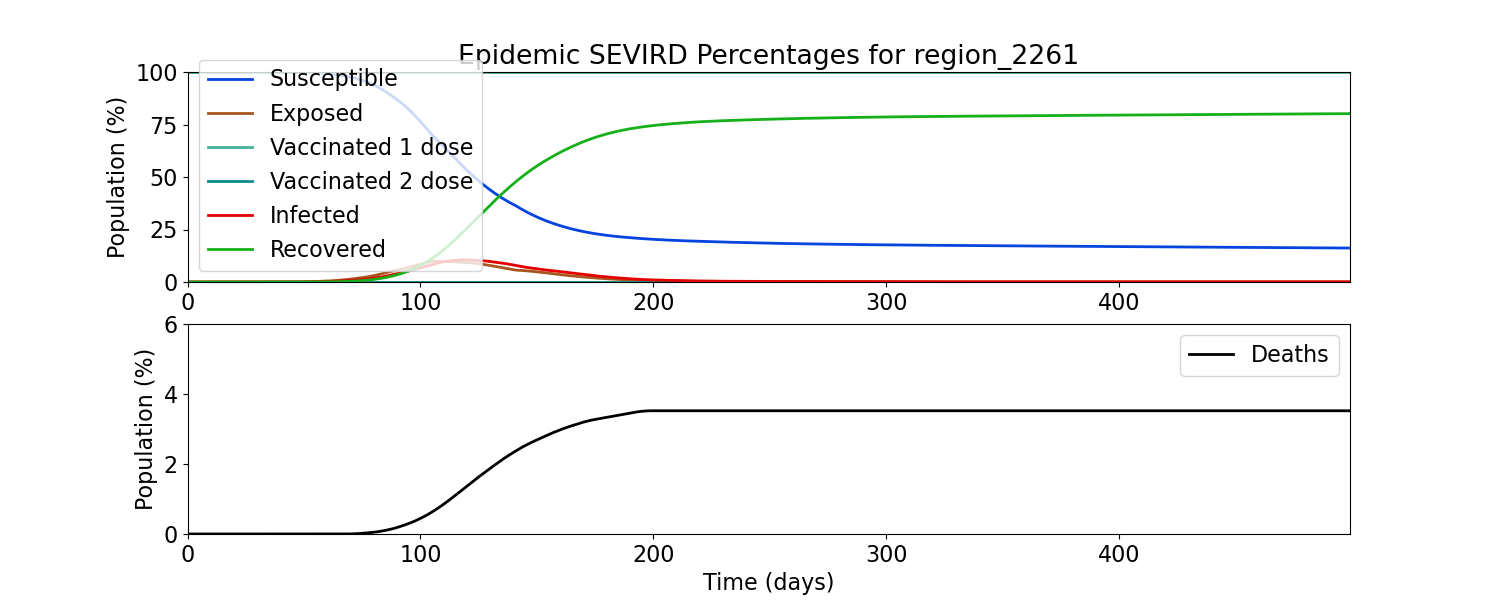 Epidemic SEVIRD Percentages for region_2261
Population (%)
100
75
50
25
0
Susceptible
Exposed
Vaccinated 1 dose
Vaccinated 2 dose
Infected
Recovered
0 100 200 300 400
Population (%)
6
4
2
0
Deaths
0 100 200 300 400
Time (days)